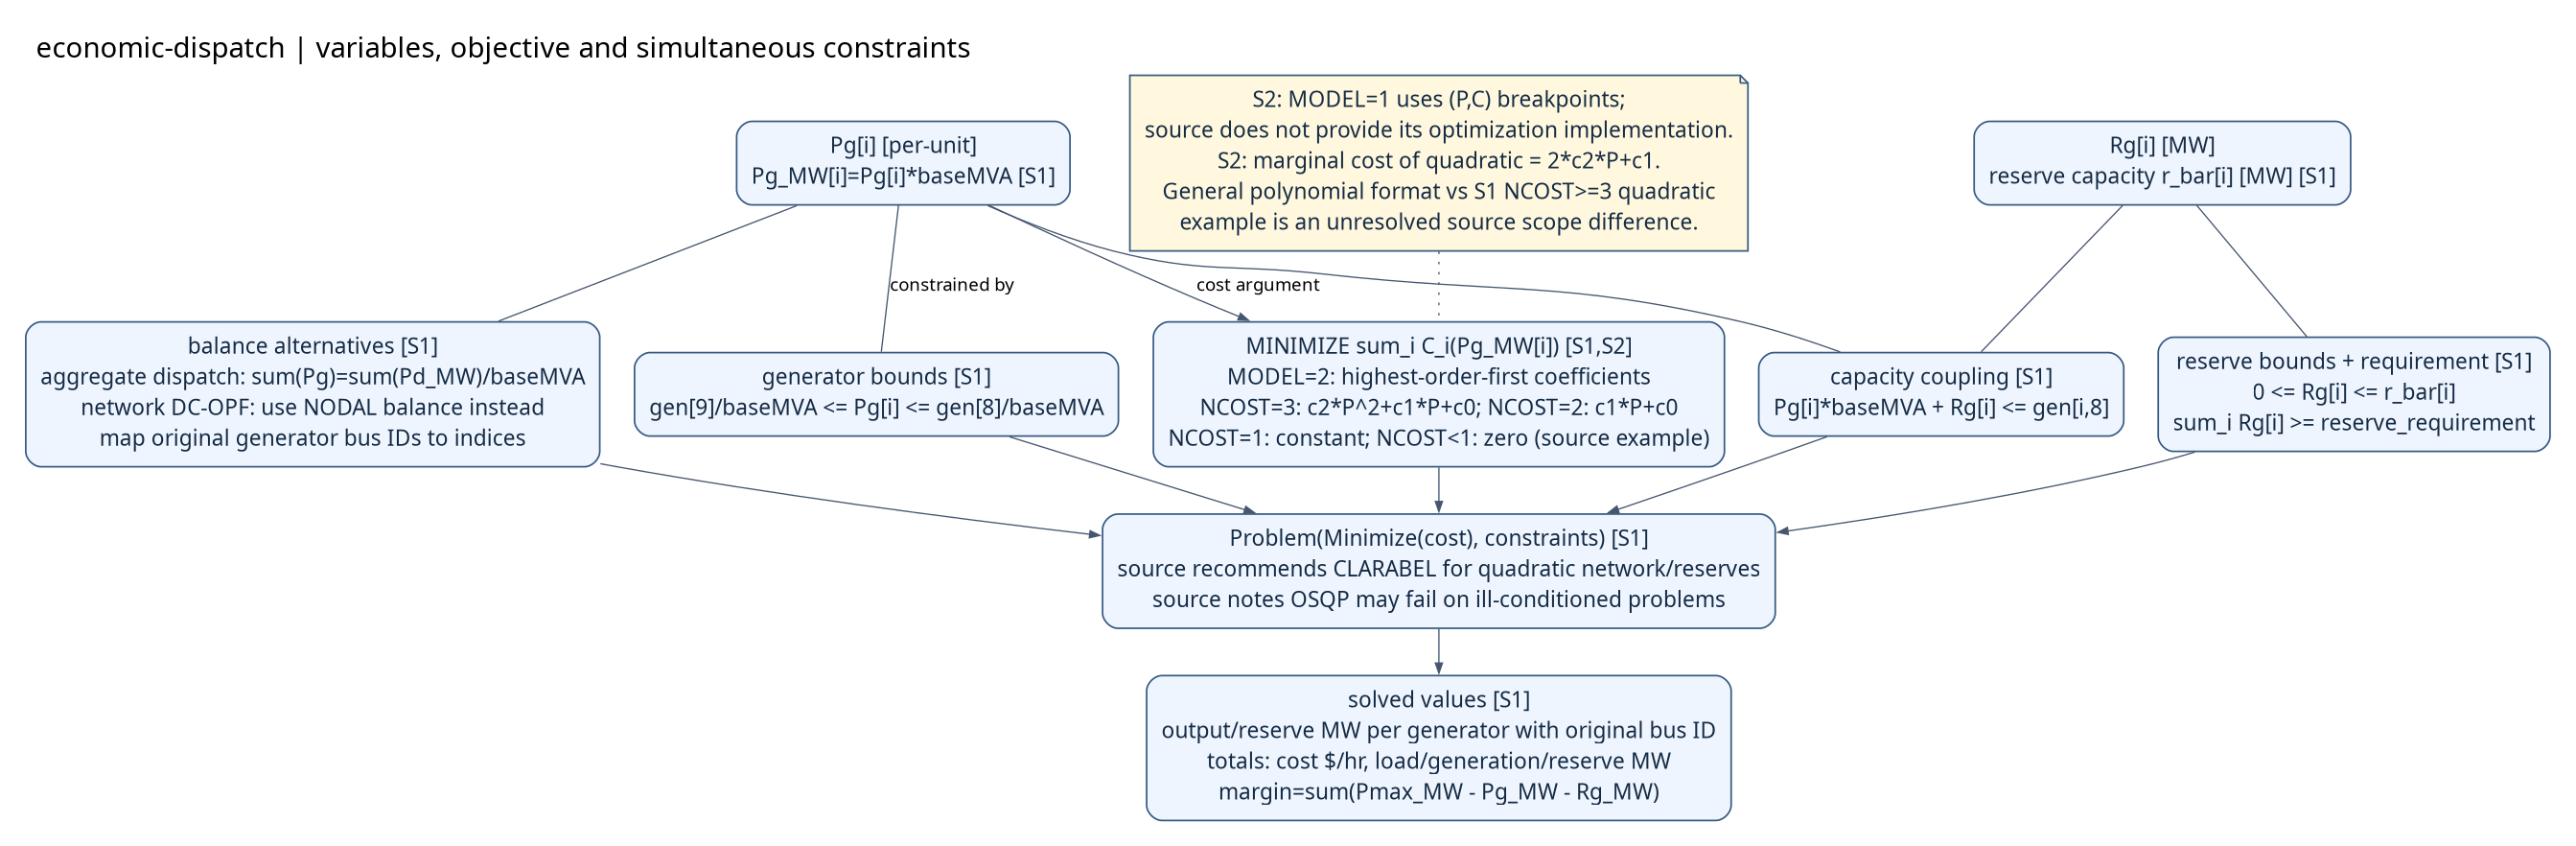 economic-dispatch | variables, objective and simultaneous constraints
S2: MODEL=1 uses (P,C) breakpoints;
source does not provide its optimization implementation.
S2: marginal cost of quadratic = 2*c2*P+c1.
General polynomial format vs S1 NCOST>=3 quadratic
example is an unresolved source scope difference.
Pg[i] [per-unit]
Pg_MW[i]=Pg[i]*baseMVA [S1]
Rg[i] [MW]
reserve capacity r_bar[i] [MW] [S1]
constrained by
cost argument
balance alternatives [S1]
aggregate dispatch: sum(Pg)=sum(Pd_MW)/baseMVA
network DC-OPF: use NODAL balance instead
map original generator bus IDs to indices
generator bounds [S1]
gen[9]/baseMVA <= Pg[i] <= gen[8]/baseMVA
MINIMIZE sum_i C_i(Pg_MW[i]) [S1,S2]
MODEL=2: highest-order-first coefficients
NCOST=3: c2*P^2+c1*P+c0; NCOST=2: c1*P+c0
NCOST=1: constant; NCOST<1: zero (source example)
capacity coupling [S1]
Pg[i]*baseMVA + Rg[i] <= gen[i,8]
reserve bounds + requirement [S1]
0 <= Rg[i] <= r_bar[i]
sum_i Rg[i] >= reserve_requirement
Problem(Minimize(cost), constraints) [S1]
source recommends CLARABEL for quadratic network/reserves
source notes OSQP may fail on ill-conditioned problems
solved values [S1]
output/reserve MW per generator with original bus ID
totals: cost $/hr, load/generation/reserve MW
margin=sum(Pmax_MW - Pg_MW - Rg_MW)